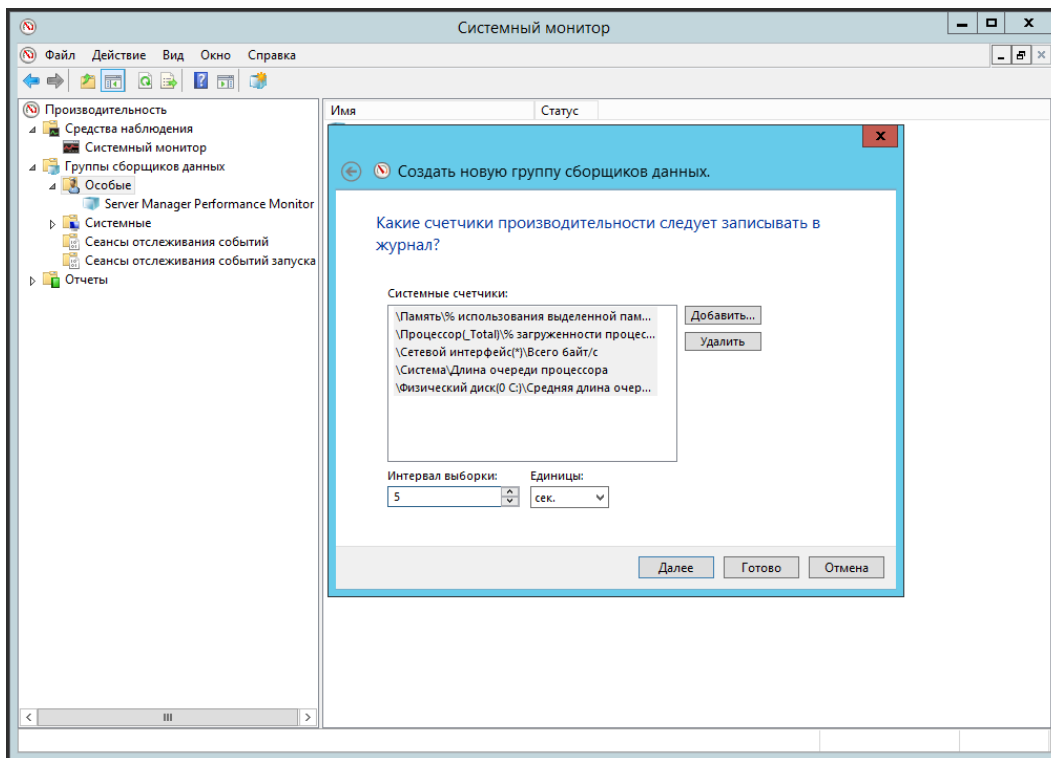 Системный монитор
Файл Действие Вид Окно Справка
Производительность
Средства наблюдения
Системный монитор
Группы сборщиков данных
Особые
Server Manager Performance Monitor
Системные
Сеансы отслеживания событий
Сеансы отслеживания событий запуска
Отчеты
Имя Статус
Создать новую группу сборщиков данных.
Какие счетчики производительности следует записывать в
журнал?
Системные счетчики:
\Память\% использования выделенной пам...
\Процессор(_Total)\% загруженности процес...
\Сетевой интерфейс(*)\Всего байт/с
\Система\Длина очереди процессора
\Физический диск(0 C:)\Средняя длина очер...
Добавить...
Удалить
Интервал выборки: Единицы:
5 сек.
Далее Готово Отмена